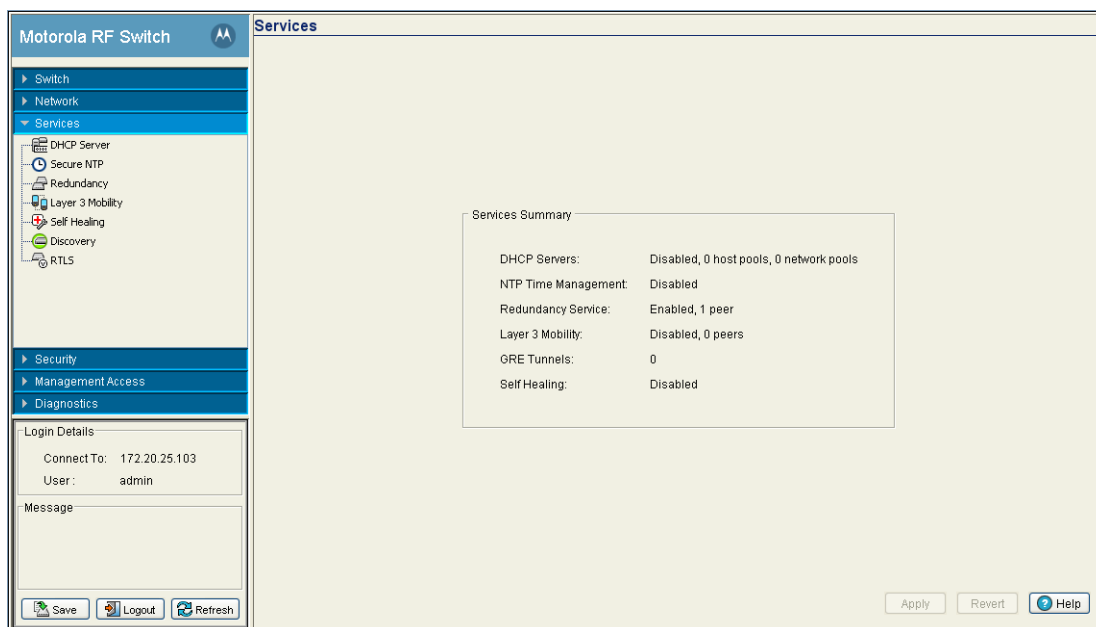 Motorola RF Switch
Services
Switch
Network
Services
DHCP Server
Secure NTP
Redundancy
Layer 3 Mobility
Self Healing
Discovery
RTLS
Security
Management Access
Diagnostics
Login Details
Connect To: 172.20.25.103
User : admin
Message
Save Logout Refresh
Services Summary
DHCP Servers: Disabled, 0 host pools, 0 network pools
NTP Time Management: Disabled
Redundancy Service: Enabled, 1 peer
Layer 3 Mobility: Disabled, 0 peers
GRE Tunnels: 0
Self Healing: Disabled
Apply Revert Help